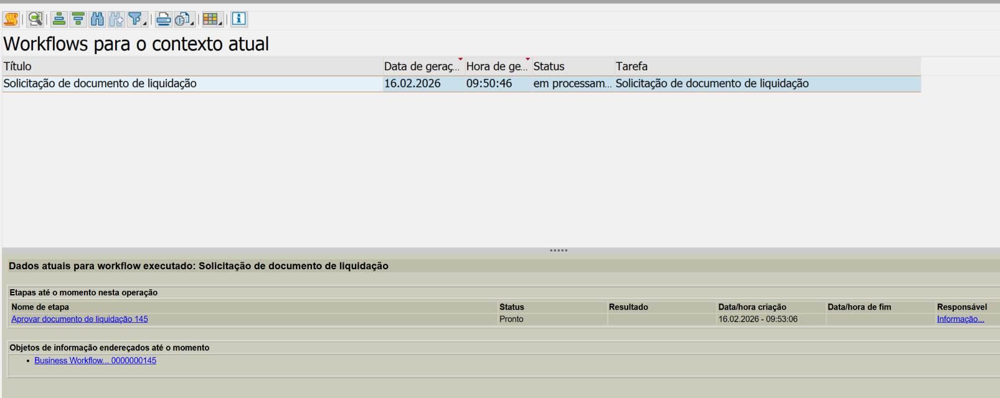 Workflows para o contexto atual
Título Data de geraç... Hora de ge... Status Tarefa
Solicitação de documento de liquidação 16.02.2026 09:50:46 em processam... Solicitação de documento de liquidação
Dados atuais para workflow executado: Solicitação de documento de liquidação
Etapas até o momento nesta operação
Nome de etapa Status Resultado Data/hora criação Data/hora de fim Responsável
Aprovar documento de liquidação 145 Pronto 16.02.2026 - 09:53:06 Informação...
Objetos de informação endereçados até o momento
• Business Workflow... 0000000145